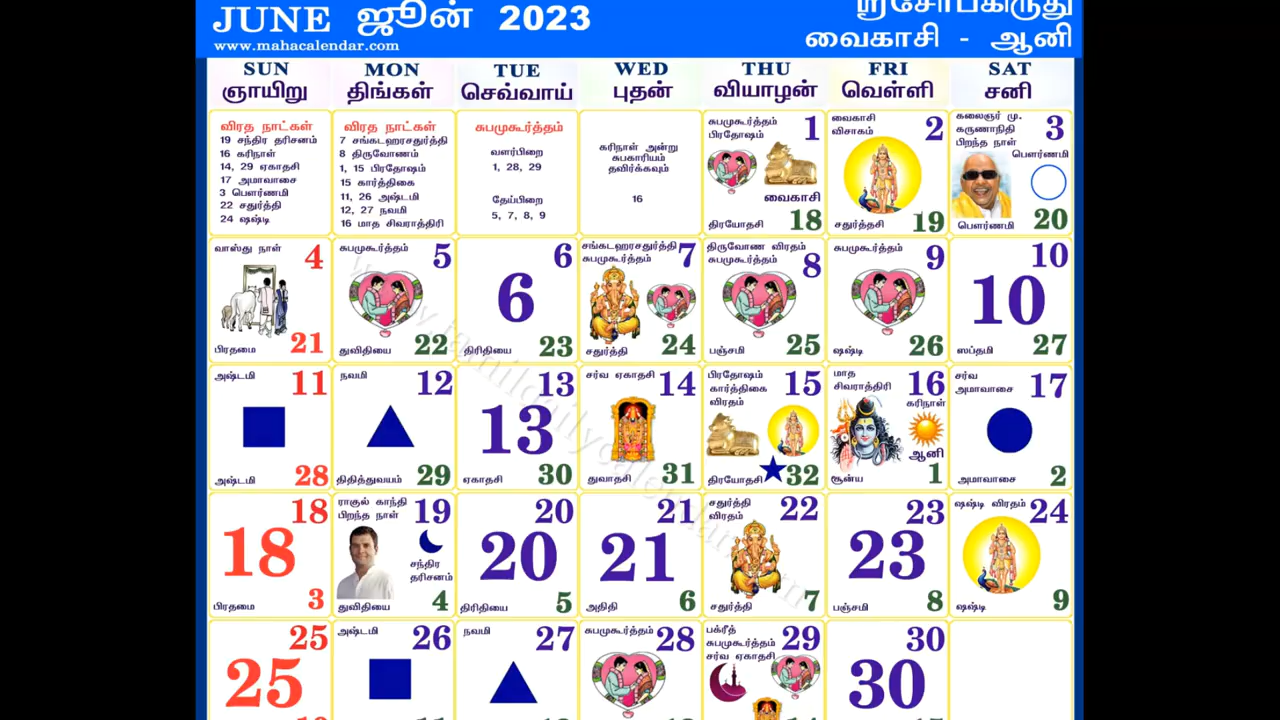 JUNE ஜூன் 2023
www.mahacalendar.com
வைகாசி - ஆனி
SUN MON TUE WED THU FRI SAT
ஞாயிறு திங்கள் செவ்வாய் புதன் வியாழன் வெள்ளி சனி
விரத நாட்கள்
19 சந்திர தரிசனம்
16 கரிநாள்
14, 29 ஏகாதசி
17 அமாவாசை
3 பௌர்ணமி
22 சதுர்த்தி
24 ஷஷ்டி
விரத நாட்கள்
7 சங்கடஹரசதுர்த்தி
8 திருவோணம்
1, 15 பிரதோஷம்
15 கார்த்திகை
11, 26 அஷ்டமி
12, 27 நவமி
16 மாத சிவராத்திரி
சுபமுகூர்த்தம்
வளர்பிறை
1, 28, 29
தேய்பிறை
5, 7, 8, 9
கரிநாள் அன்று
சுபகாரியம்
தவிர்க்கவும்
16
சுபமுகூர்த்தம்
பிரதோஷம்
1
வைகாசி
திரயோதசி 18
வைகாசி
விசாகம்
2
சதுர்த்தசி 19
கலைஞர் மு.
கருணாநிதி
பிறந்த நாள்
3
பௌர்ணமி
பௌர்ணமி 20
வாஸ்து நாள் 4
பிரதமை 21
சுபமுகூர்த்தம் 5
துவிதியை 22
6
6
திரிதியை 23
சங்கடஹரசதுர்த்தி
சுபமுகூர்த்தம்
7
சதுர்த்தி 24
திருவோண விரதம்
சுபமுகூர்த்தம்
8
பஞ்சமி 25
சுபமுகூர்த்தம் 9
ஷஷ்டி 26
10
10
ஸப்தமி 27
அஷ்டமி 11
அஷ்டமி 28
நவமி 12
திதித்துவயம் 29
13
13
ஏகாதசி 30
சர்வ ஏகாதசி 14
துவாதசி 31
பிரதோஷம்
கார்த்திகை
விரதம்
15
திரயோதசி 32
மாத
சிவராத்திரி
16
கரிநாள்
ஆனி
சூன்ய 1
சர்வ
அமாவாசை
17
அமாவாசை 2
18
18
பிரதமை 3
ராகுல் காந்தி
பிறந்த நாள்
19
சந்திர
தரிசனம்
துவிதியை 4
20
20
திரிதியை 5
21
21
அதிதி 6
சதுர்த்தி
விரதம்
22
சதுர்த்தி 7
23
23
பஞ்சமி 8
ஷஷ்டி விரதம் 24
ஷஷ்டி 9
25
25
அஷ்டமி 26
நவமி 27
சுபமுகூர்த்தம் 28
பக்ரீத்
சுபமுகூர்த்தம்
சர்வ ஏகாதசி
29
30
30
www.tamildailycalendar.com